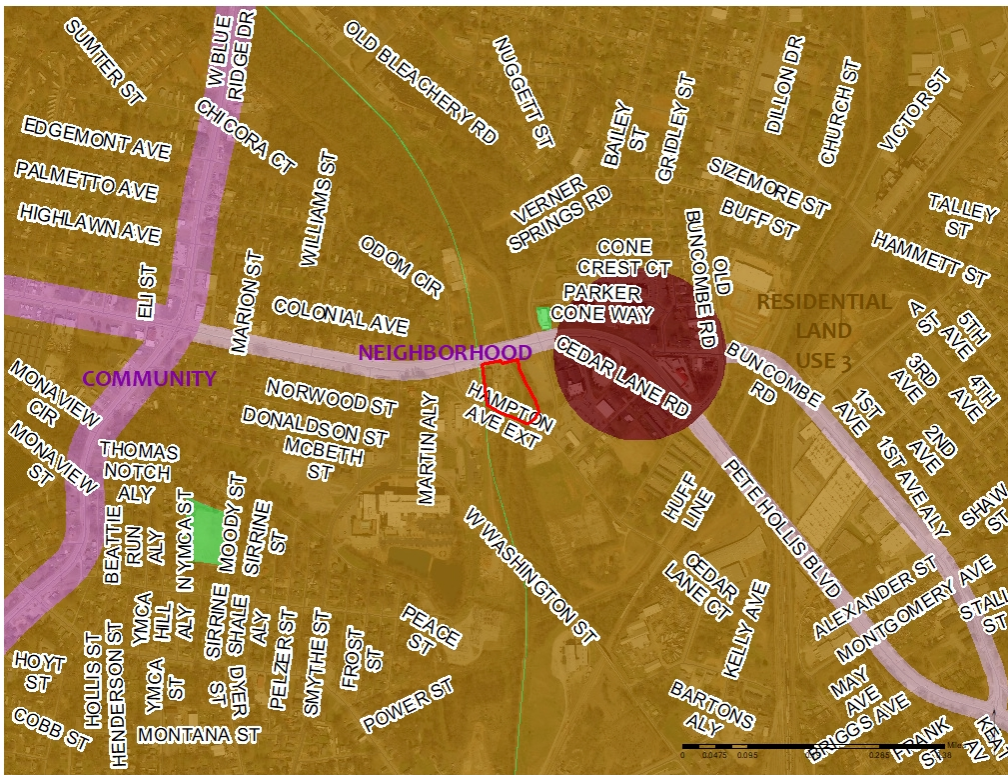 SUMTER ST
W BLUE
RIDGE DR
OLD BLEACHERY RD
NUGGETT ST
BAILEY
ST
GRIDLEY ST
DILLON DR
CHURCH ST
VICTOR ST
EDGEMONT AVE
CHICORA CT
PALMETTO AVE
HIGHLAWN AVE
WILLIAMS ST
VERNER
SPRINGS RD
SIZEMORE ST
BUFF ST
TALLEY
ST
HAMMETT ST
ELI ST
MARION ST
ODOM CIR
COLONIAL AVE
CONE
CREST CT
PARKER
CONE WAY
OLD
BUNCOMBE RD
RESIDENTIAL
LAND
USE 3
A ST
5TH
AVE
4TH
AVE
3RD
AVE
2ND
AVE
1ST
AVE
1ST AVE ALY
NEIGHBORHOOD
COMMUNITY
CEDAR LANE RD
BUNCOMBE
RD
MONAVIEW
CIR
MONAVIEW
ST
NORWOOD ST
DONALDSON ST
MCBETH
ST
MARTIN ALY
HAMPTON
AVE EXT
THOMAS
NOTCH
ALY
BEATTIE
RUN
ALY
N YMCA ST
MOODY ST
SIRRINE
ST
W WASHINGTON ST
HUFF
LINE
PETE HOLLIS BLVD
SHAW
ST
CEDAR
LANE CT
KELLY AVE
ALEXANDER ST
MONTGOMERY AVE
HOYT
ST
HOLLIS ST
HENDERSON ST
YMCA
HILL
ALY
YMCA
ST
SIRRINE
ST
SHALE
ALY
DYER
ST
PELZER ST
SMYTHE ST
FROST
ST
PEACE
ST
POWER ST
COBB ST
MONTANA ST
BARTONS
ALY
MAY
AVE
BRIGGS AVE
FRANK
ST
0 0.0475 0.095